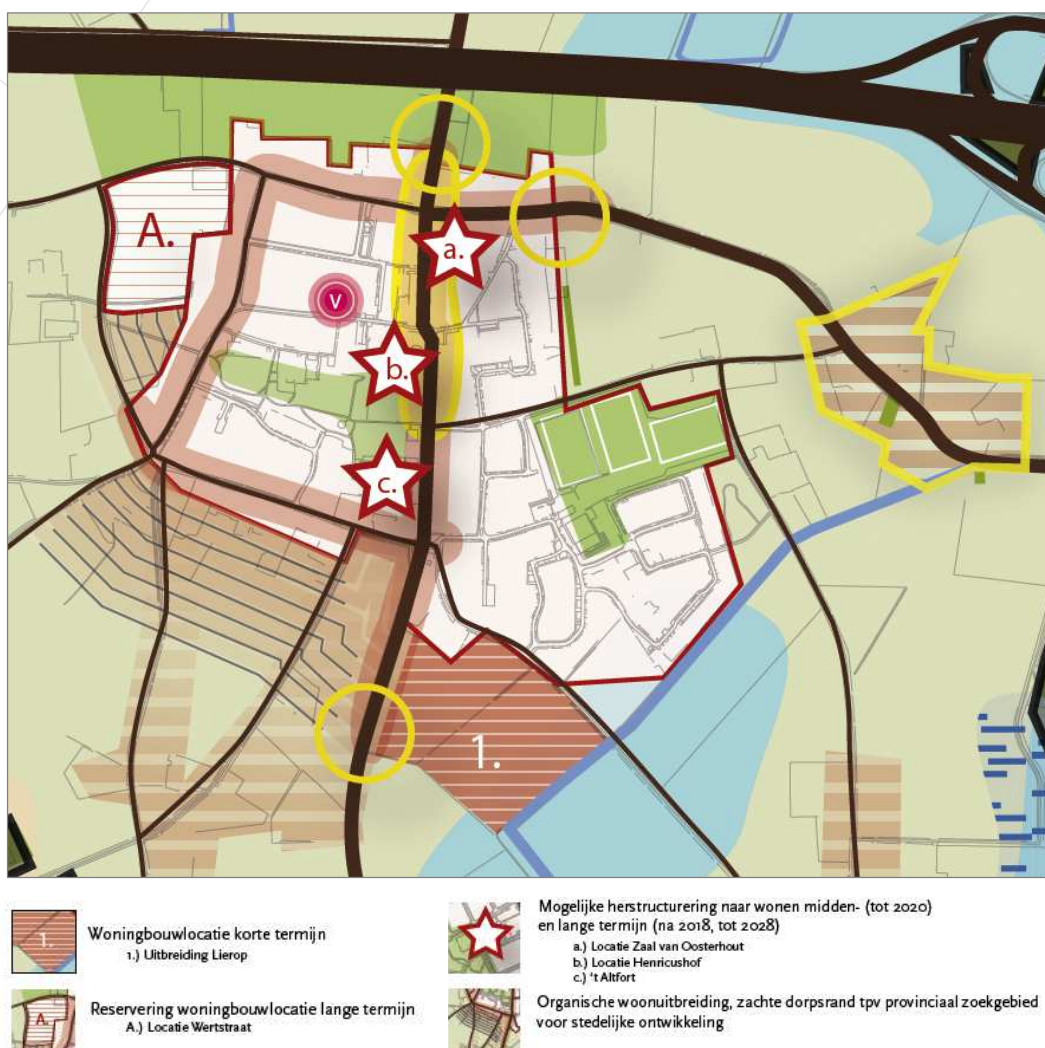 A.
a.
V
b.
c.
1.
1.
Woningbouwlocatie korte termijn
1.) Uitbreiding Lierop
A.
Reservering woningbouwlocatie lange termijn
A.) Locatie Wertstraat
Mogelijke herstructurering naar wonen midden- (tot 2020)
en lange termijn (na 2018, tot 2028)
a.) Locatie Zaal van Oosterhout
b.) Locatie Henricushof
c.) 't Altfort
Organische woonuitbreiding, zachte dorpsrand tpv provinciaal zoekgebied
voor stedelijke ontwikkeling